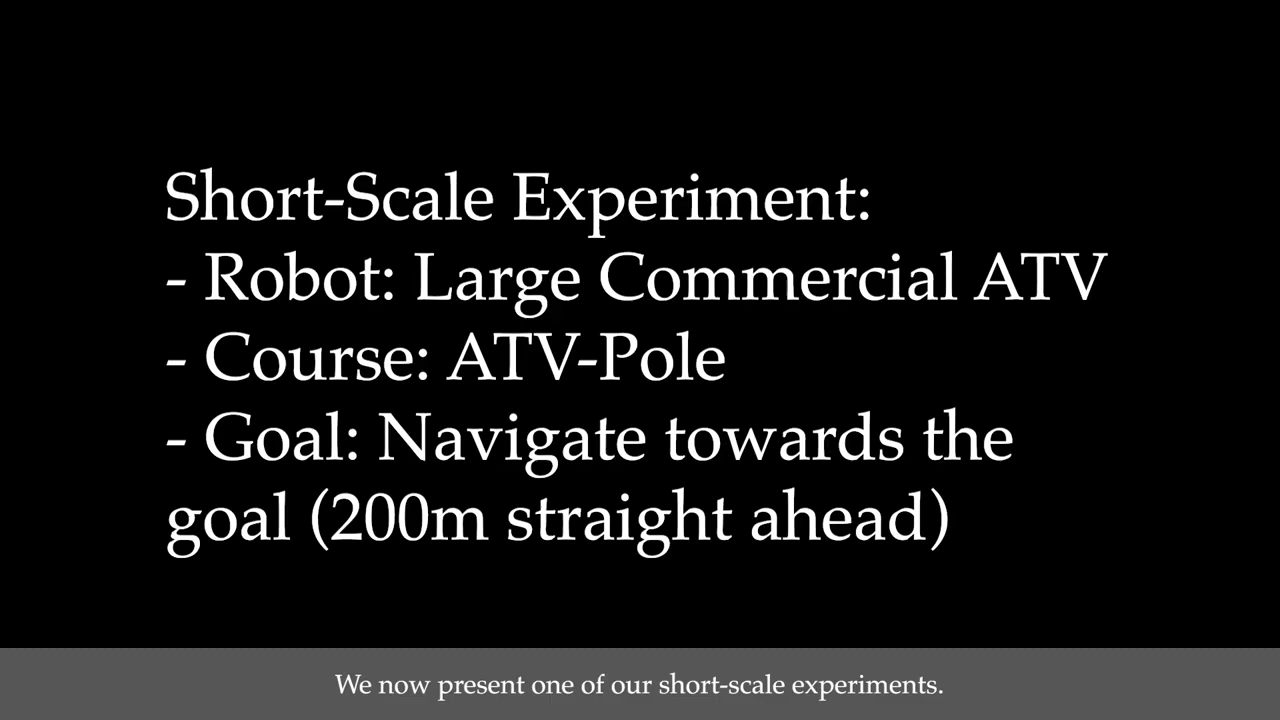 Short-Scale Experiment:
- Robot: Large Commercial ATV
- Course: ATV-Pole
- Goal: Navigate towards the
goal (200m straight ahead)
We now present one of our short-scale experiments.